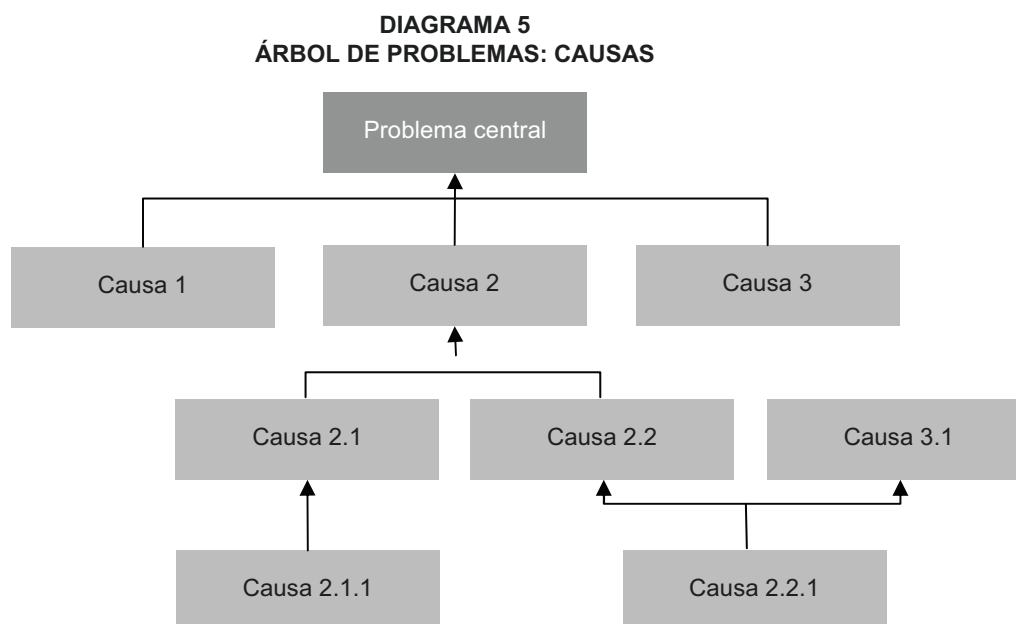 DIAGRAMA 5
ÁRBOL DE PROBLEMAS: CAUSAS
Problema central
Causa 1
Causa 2
Causa 3
Causa 2.1
Causa 2.2
Causa 3.1
Causa 2.1.1
Causa 2.2.1